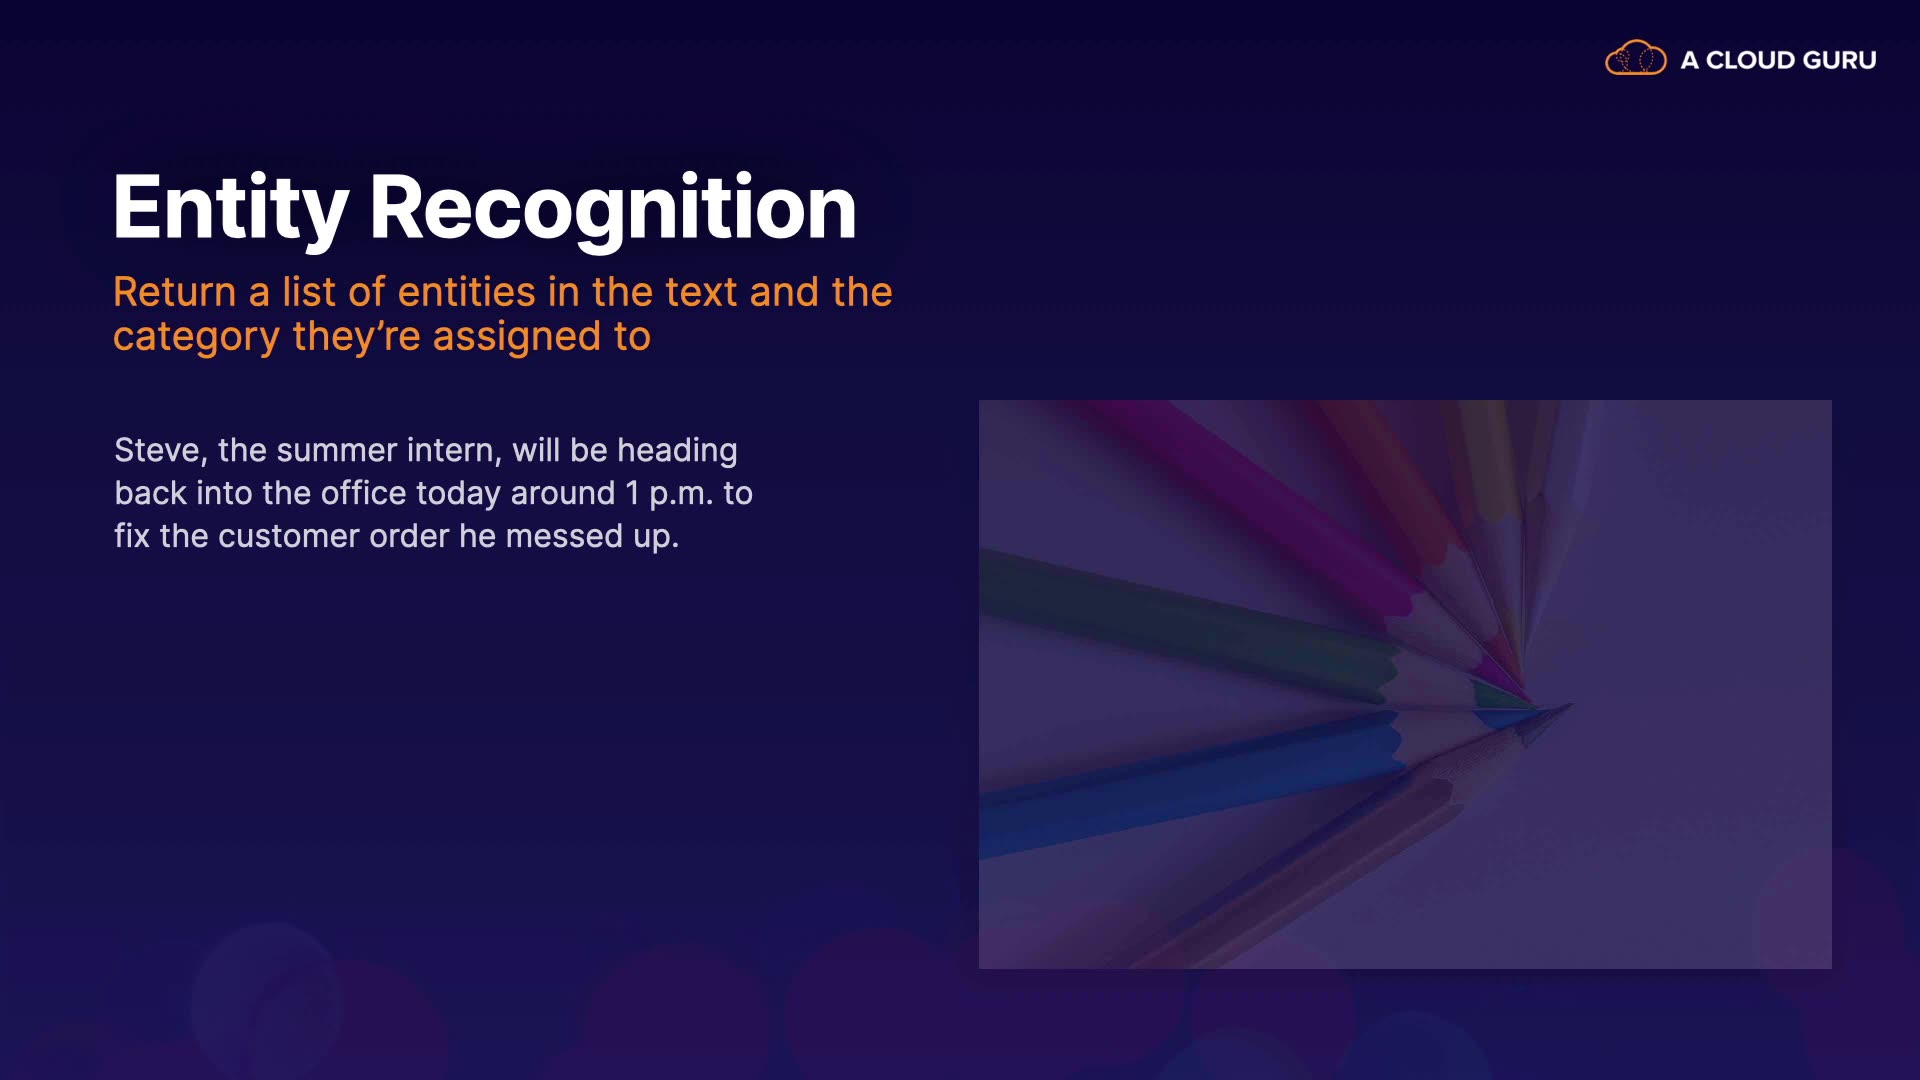 A CLOUD GURU
Entity Recognition
Return a list of entities in the text and the
category they’re assigned to
Steve, the summer intern, will be heading
back into the office today around 1 p.m. to
fix the customer order he messed up.